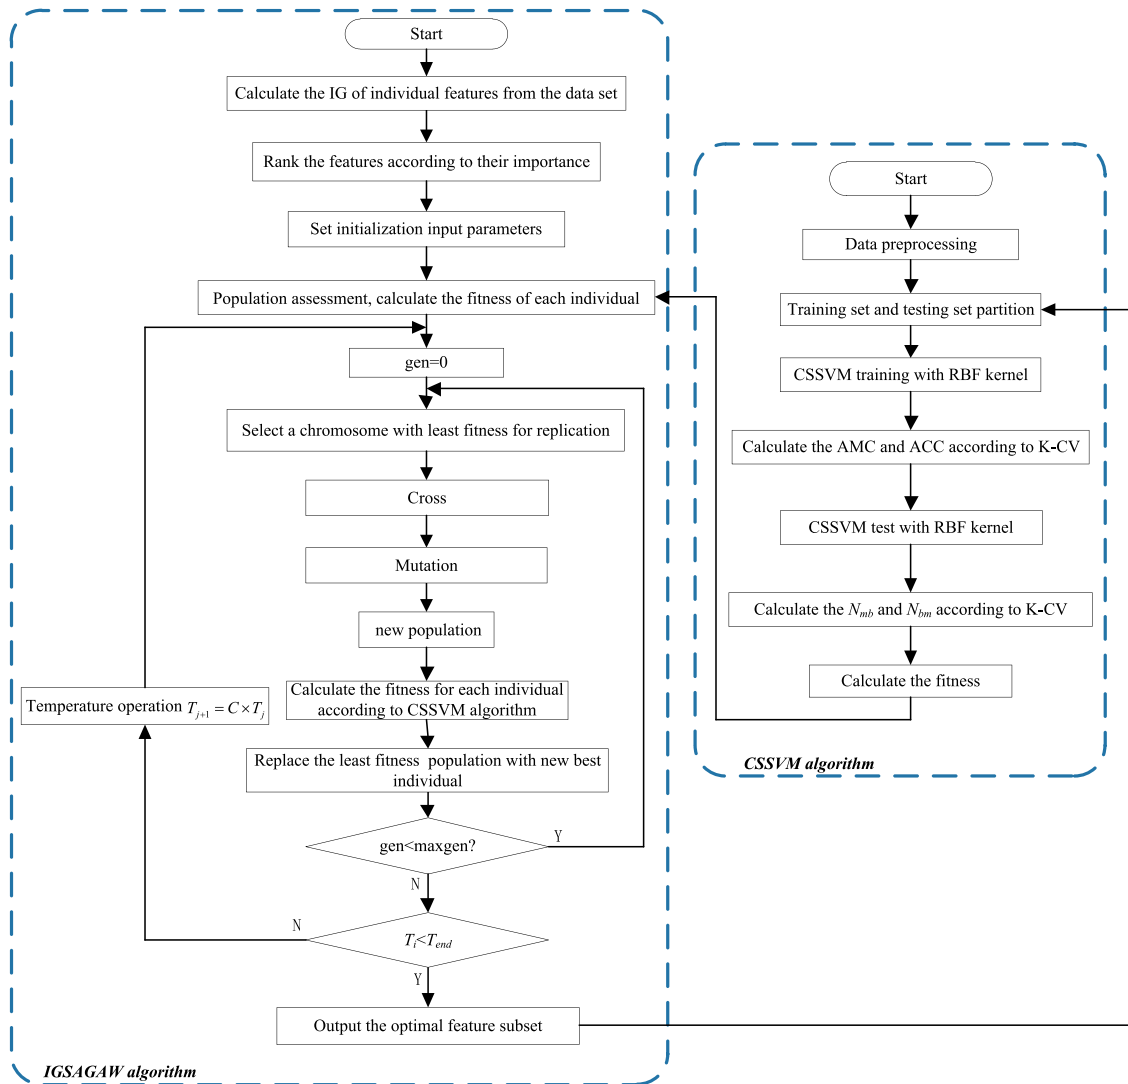 Start
Calculate the IG of individual features from the data set
Rank the features according to their importance
Set initialization input parameters
Population assessment, calculate the fitness of each individual
gen=0
Select a chromosome with least fitness for replication
Cross
Mutation
new population
Calculate the fitness for each individual
according to CSSVM algorithm
Temperature operation T_{j+1} = C × T_j
Replace the least fitness population with new best
individual
gen<maxgen?
Y
N
T_i<T_{end}
N
Y
Output the optimal feature subset
IGSAGAW algorithm
Start
Data preprocessing
Training set and testing set partition
CSSVM training with RBF kernel
Calculate the AMC and ACC according to K-CV
CSSVM test with RBF kernel
Calculate the N_{mb} and N_{bm} according to K-CV
Calculate the fitness
CSSVM algorithm